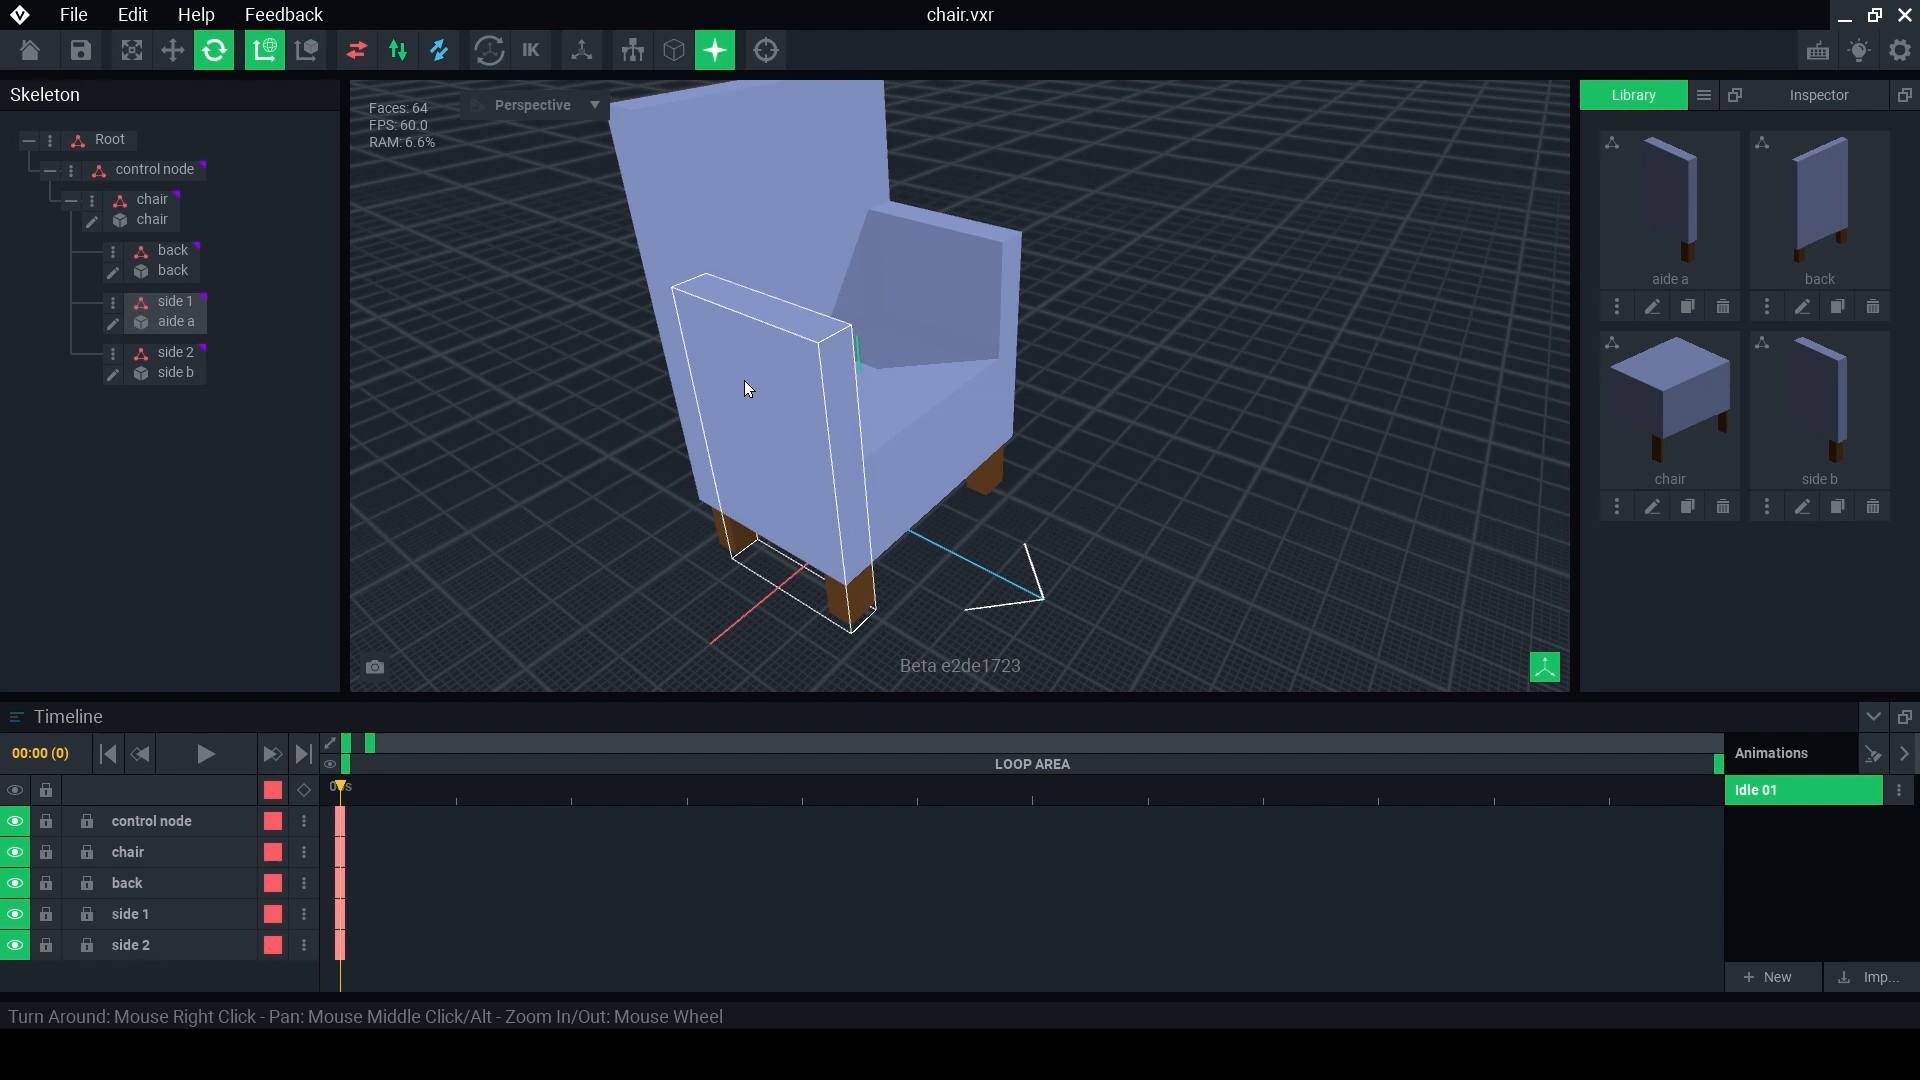 File Edit Help Feedback
chair.vxr
IK
Skeleton
Root
control node
chair
chair
back
back
side 1
aide a
side 2
side b
Faces: 64
FPS: 60.0
RAM: 6.6%
Perspective
Beta e2de1723
Library
Inspector
aide a
back
chair
side b
Timeline
00:00 (0)
LOOP AREA
Animations
Idle 01
control node
chair
back
side 1
side 2
New
Imp...
Turn Around: Mouse Right Click - Pan: Mouse Middle Click/Alt - Zoom In/Out: Mouse Wheel